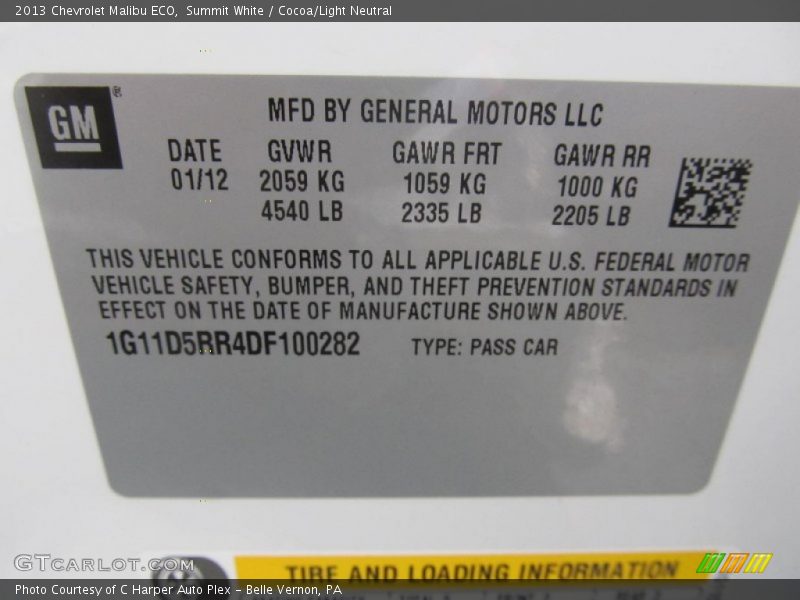 2013 Chevrolet Malibu ECO,  Summit White / Cocoa/Light Neutral
GM ®
MFD BY GENERAL MOTORS LLC
DATE GVWR GAWR FRT GAWR RR
01/12 2059 KG 1059 KG 1000 KG
4540 LB 2335 LB 2205 LB
THIS VEHICLE CONFORMS TO ALL APPLICABLE U.S. FEDERAL MOTOR
VEHICLE SAFETY, BUMPER, AND THEFT PREVENTION STANDARDS IN
EFFECT ON THE DATE OF MANUFACTURE SHOWN ABOVE.
1G11D5RR4DF100282 TYPE: PASS CAR
TIRE AND LOADING INFORMATION
GTcarlot.com
Photo Courtesy of C Harper Auto Plex – Belle Vernon, PA